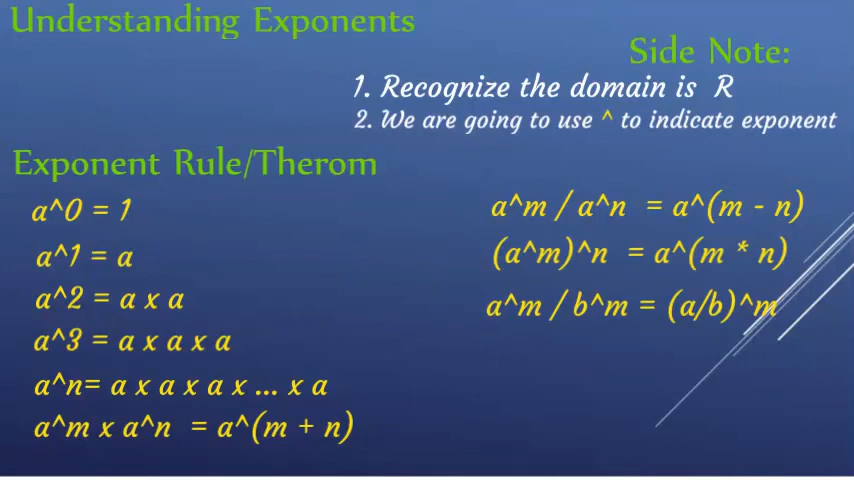 Understanding Exponents
Side Note:
1. Recognize the domain is R
2. We are going to use ^ to indicate exponent
Exponent Rule/Therom
a^0 = 1
a^1 = a
a^2 = a x a
a^3 = a x a x a
a^n= a x a x a x ... x a
a^m x a^n = a^(m + n)
a^m / a^n = a^(m - n)
(a^m)^n = a^(m * n)
a^m / b^m = (a/b)^m